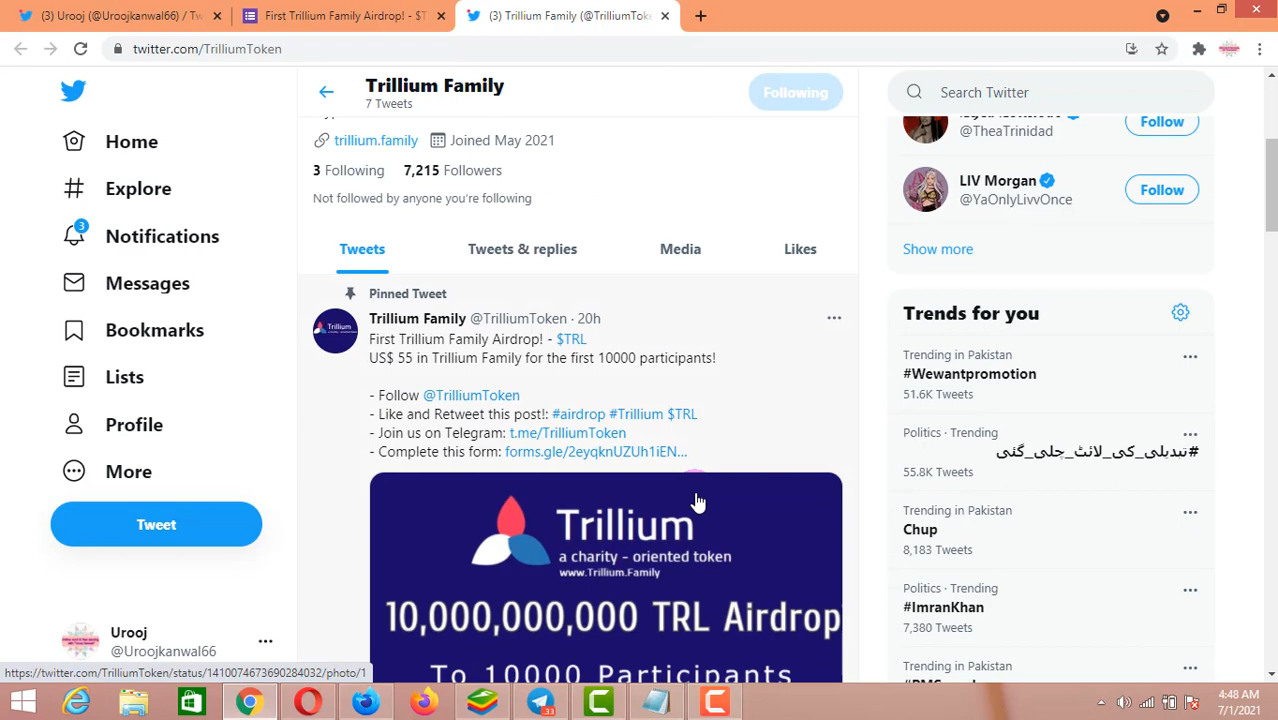 (3) Urooj (@Uroojkanwal66) / Tw
First Trillium Family Airdrop! - $T
(3) Trillium Family (@TrilliumToke
twitter.com/TrilliumToken
Home
Explore
3
Notifications
Messages
Bookmarks
Lists
Profile
More
Tweet
Urooj
@Uroojkanwal66
Trillium Family
7 Tweets
Following
trillium.family
Joined May 2021
3 Following
7,215 Followers
Not followed by anyone you're following
Tweets
Tweets & replies
Media
Likes
Pinned Tweet
Trillium Family @TrilliumToken · 20h
First Trillium Family Airdrop! - $TRL
US$ 55 in Trillium Family for the first 10000 participants!
- Follow @TrilliumToken
- Like and Retweet this post!: #airdrop #Trillium $TRL
- Join us on Telegram: t.me/TrilliumToken
- Complete this form: forms.gle/2eyqknUZUh1iEN...
Trillium
Trillium
a charity - oriented token
www.Trillium.Family
10,000,000,000 TRL Airdrop
To 10000 Participants
Search Twitter
@TheaTrinidad
Follow
LIV Morgan
@YaOnlyLivvOnce
Follow
Show more
Trends for you
Trending in Pakistan
#Wewantpromotion
51.6K Tweets
Politics · Trending
#تبدیلی_کی_لائٹ_چلی_گئی
55.8K Tweets
Trending in Pakistan
Chup
8,183 Tweets
Politics · Trending
#ImranKhan
7,380 Tweets
Trending in Pakistan
https://twitter.com/TrilliumToken/status/1410074673690284032/photo/1
33
4:48 AM
7/1/2021